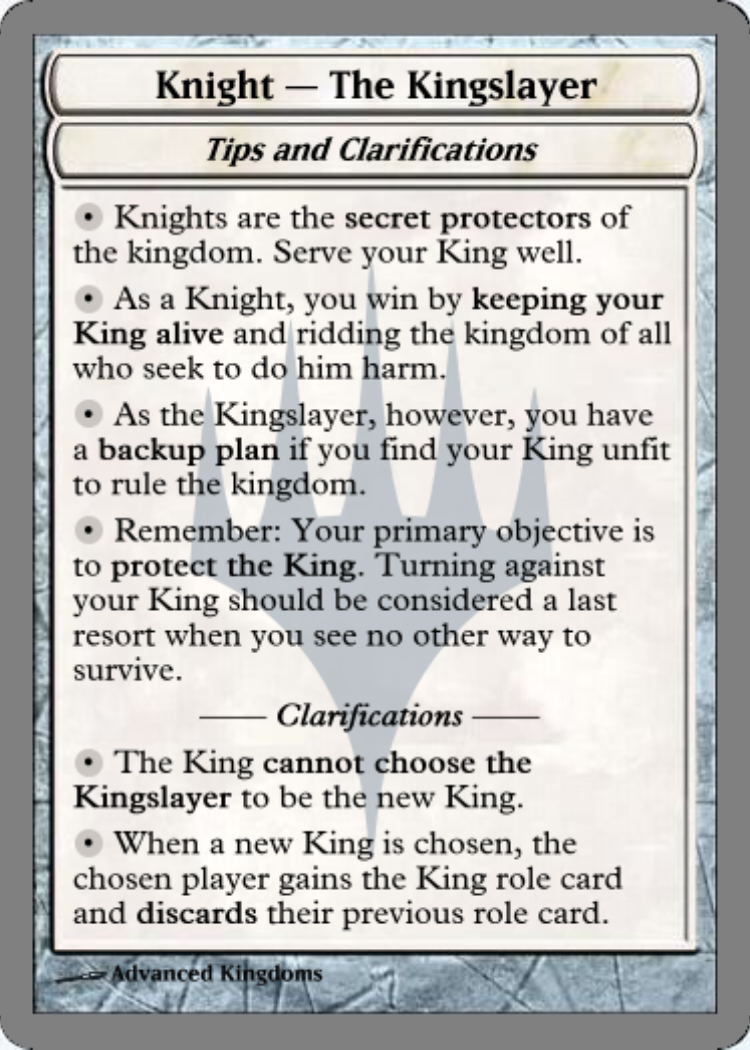 Knight — The Kingslayer
Tips and Clarifications
• Knights are the secret protectors of
the kingdom. Serve your King well.
• As a Knight, you win by keeping your
King alive and ridding the kingdom of all
who seek to do him harm.
• As the Kingslayer, however, you have
a backup plan if you find your King unfit
to rule the kingdom.
• Remember: Your primary objective is
to protect the King. Turning against
your King should be considered a last
resort when you see no other way to
survive.
—— Clarifications ——
• The King cannot choose the
Kingslayer to be the new King.
• When a new King is chosen, the
chosen player gains the King role card
and discards their previous role card.
Advanced Kingdoms